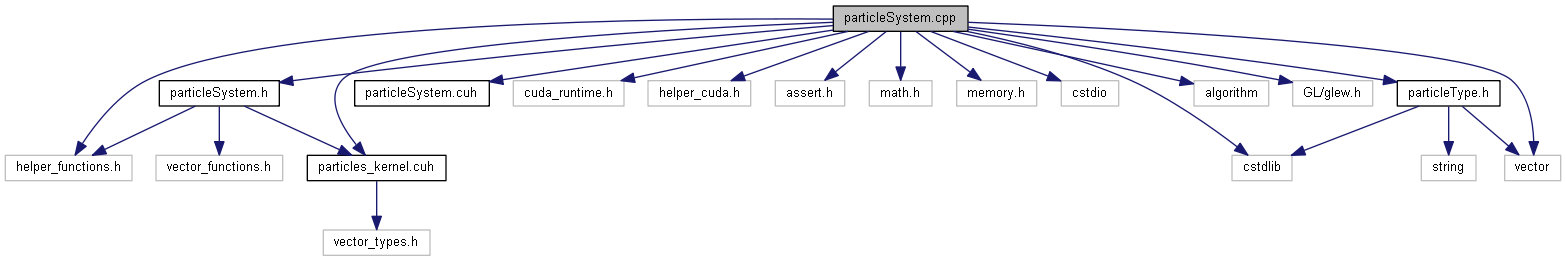 particleSystem.cpp
particleSystem.h
particleSystem.cuh
cuda_runtime.h
helper_cuda.h
assert.h
math.h
memory.h
cstdio
algorithm
GL/glew.h
particleType.h
helper_functions.h
vector_functions.h
particles_kernel.cuh
cstdlib
string
vector
vector_types.h